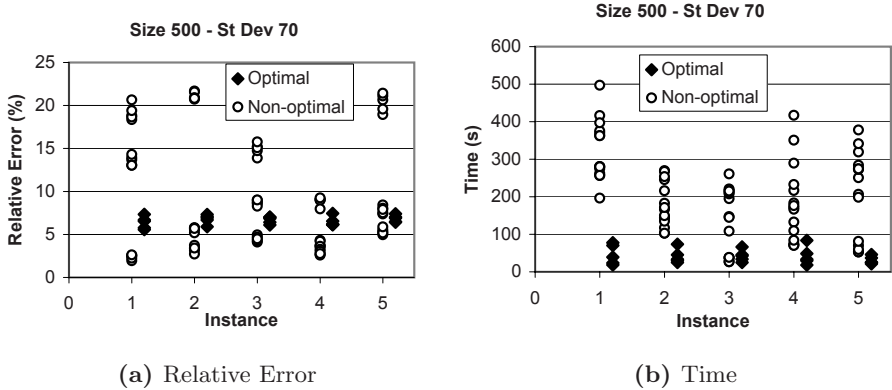 Size 500 - St Dev 70
25
20
15
10
5
0
Relative Error (%)
Optimal
Non-optimal
0 1 2 3 4 5
Instance
(a) Relative Error
Size 500 - St Dev 70
600
500
400
300
200
100
0
Time (s)
Optimal
Non-optimal
0 1 2 3 4 5
Instance
(b) Time